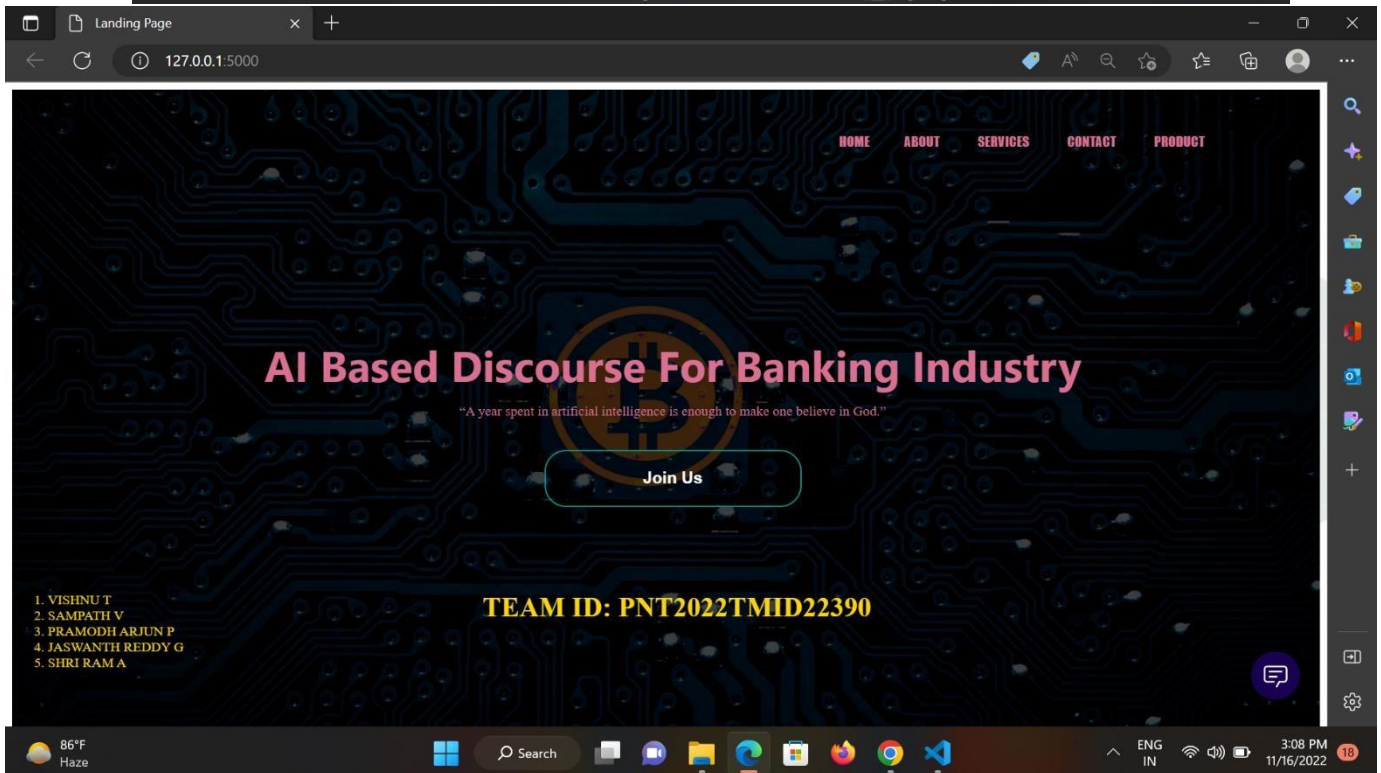 Landing Page
127.0.0.1:5000
HOME ABOUT SERVICES CONTACT PRODUCT
AI Based Discourse For Banking Industry
“A year spent in artificial intelligence is enough to make one believe in God.”
Join Us
1. VISHNU T
2. SAMPATH V
3. PRAMODH ARJUN P
4. JASWANTH REDDY G
5. SHRI RAM A
TEAM ID: PNT2022TMID22390
86°F
Haze
Search
ENG
IN
3:08 PM
11/16/2022
18